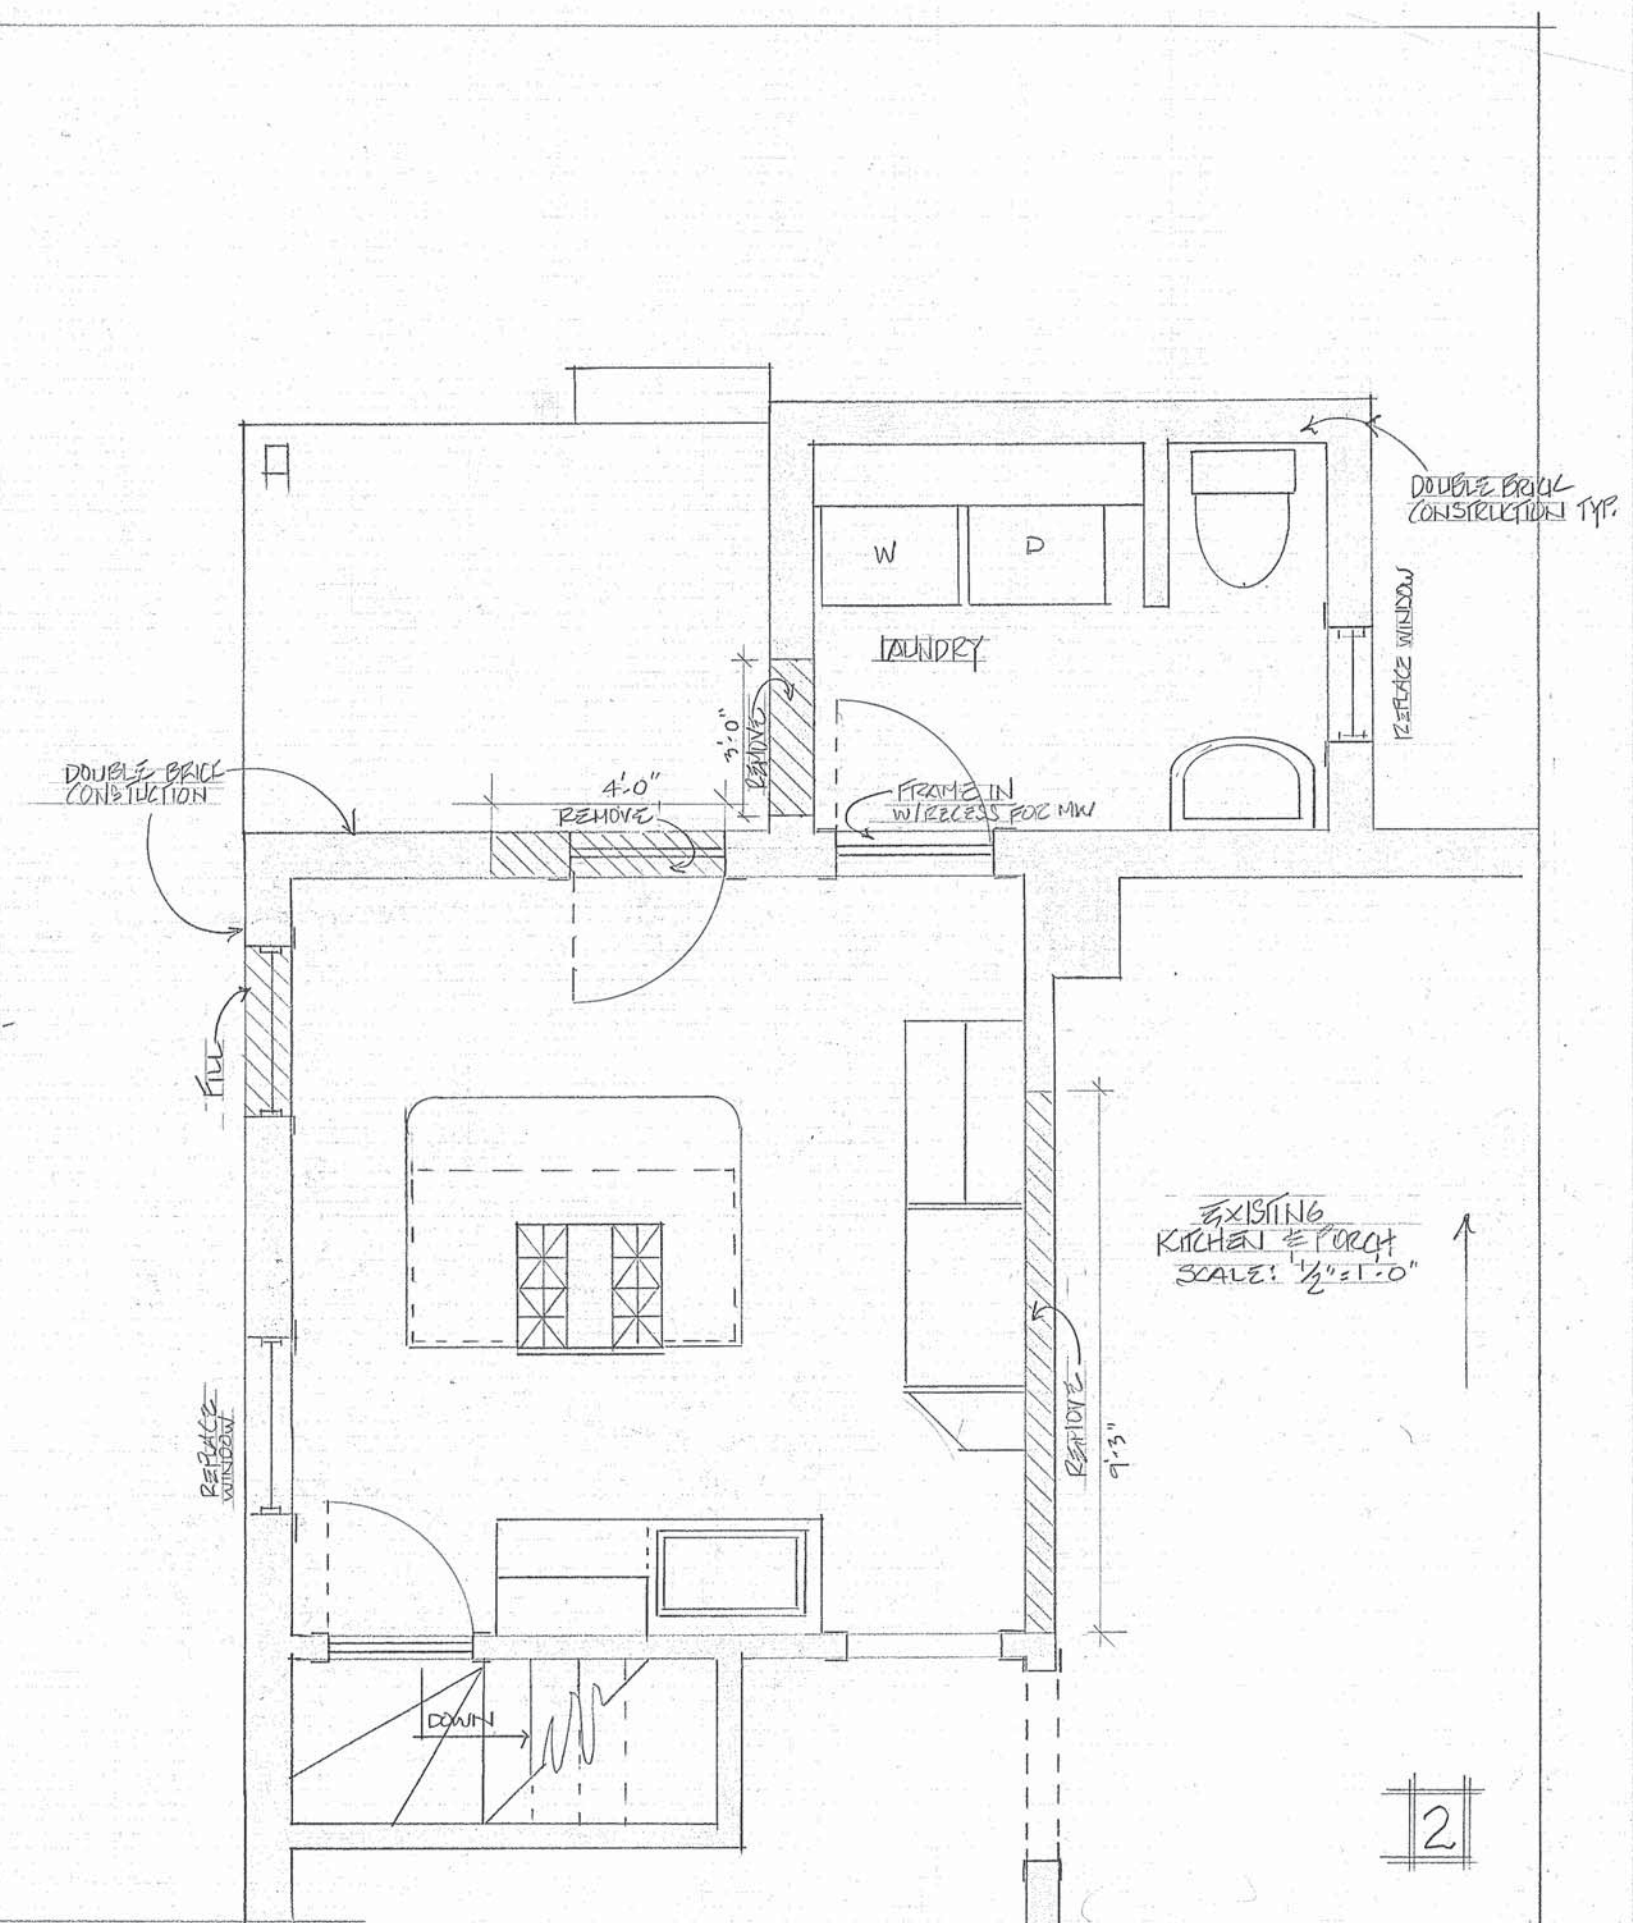 DOUBLE BRICK
CONSTRUCTION TYP.
W
D
LAUNDRY
REPLACE WINDOW
3'-0"
REMOVE
DOUBLE BRICK
CONSTUCTION
4'-0"
REMOVE
FRAME IN
W/RECESS FOR MW
FILL
EXISTING
KITCHEN & PORCH
SCALE: 1/2"=1'-0"
REMOVE
9'-3"
REPLACE
WINDOW
DOWN
2